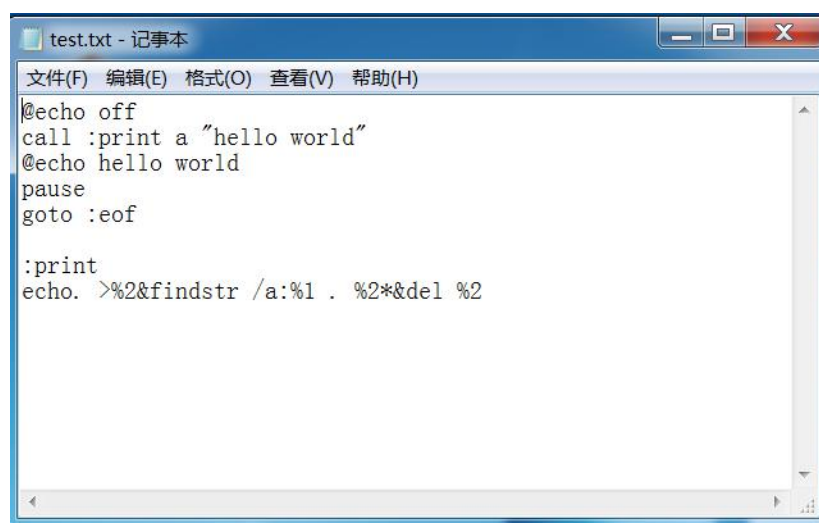 test.txt - 记事本
文件(F) 编辑(E) 格式(O) 查看(V) 帮助(H)
@echo off
call :print a "hello world"
@echo hello world
pause
goto :eof

:print
echo. >%2&findstr /a:%1 . %2*&del %2